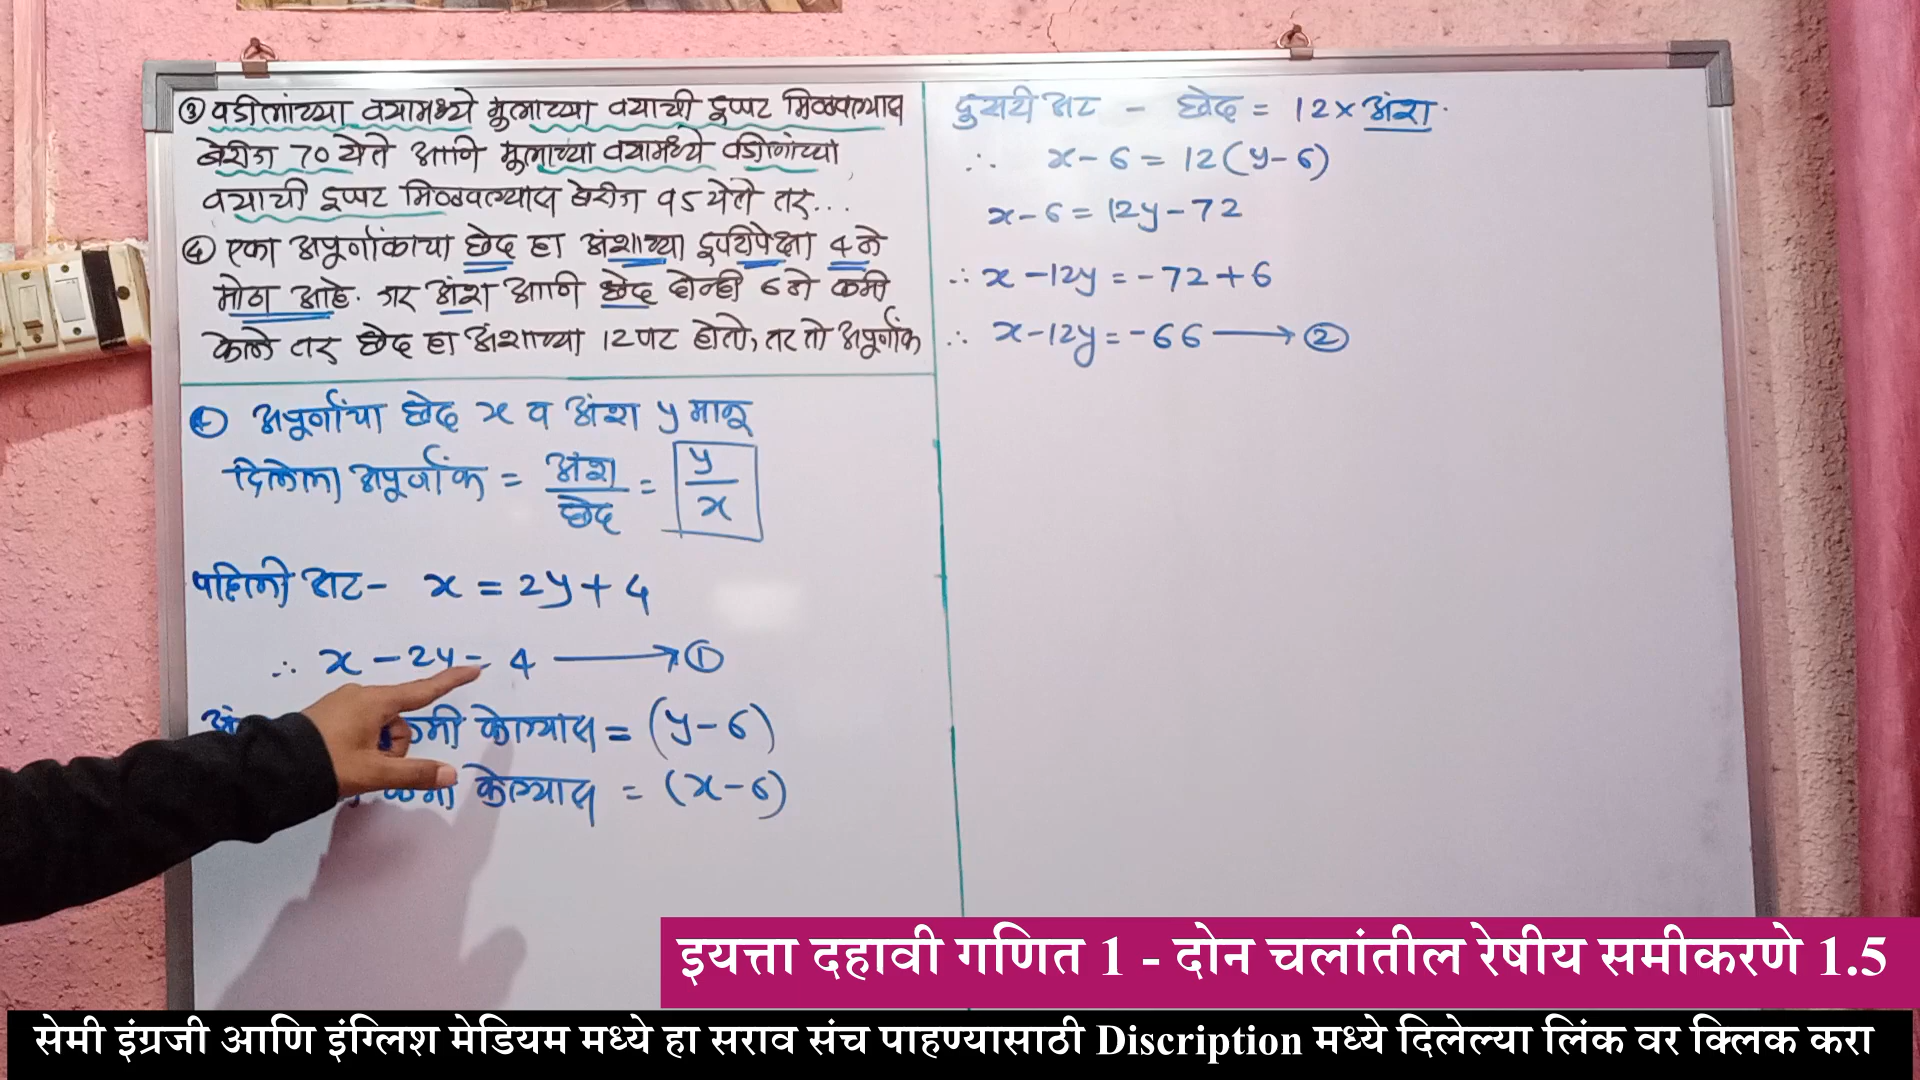 ③ वडीलांच्या वयामध्ये मुलाच्या वयाची दुप्पट मिळवल्यास
बेरीज 70 येते आणि मुलाच्या वयामध्ये वडीलांच्या
वयाची दुप्पट मिळवल्यास बेरीज 95 येते तर...
④ एका अपूर्णांकाचा छेद हा अंशाच्या दुपटीपेक्षा 4 ने
मोठा आहे. जर अंश आणि छेद दोन्ही 6 ने कमी
केले तर छेद हा अंशाच्या 12 पट होतो, तर तो अपूर्णांक
अपूर्णांचा छेद x व अंश y मानू
दिलेला अपूर्णांक = अंश/छेद = y/x
पहिली अट - x = 2y + 4
∴ x - 2y = 4 → ①
कमी केल्यास = (y - 6)
केल्यास = (x - 6)
दुसरी अट - छेद = 12 × अंश.
∴ x - 6 = 12(y - 6)
x - 6 = 12y - 72
∴ x - 12y = -72 + 6
∴ x - 12y = -66 → ②
इयत्ता दहावी गणित 1 - दोन चलांतील रेषीय समीकरणे 1.5
सेमी इंग्रजी आणि इंग्लिश मेडियम मध्ये हा सराव संच पाहण्यासाठी Discription मध्ये दिलेल्या लिंक वर क्लिक करा